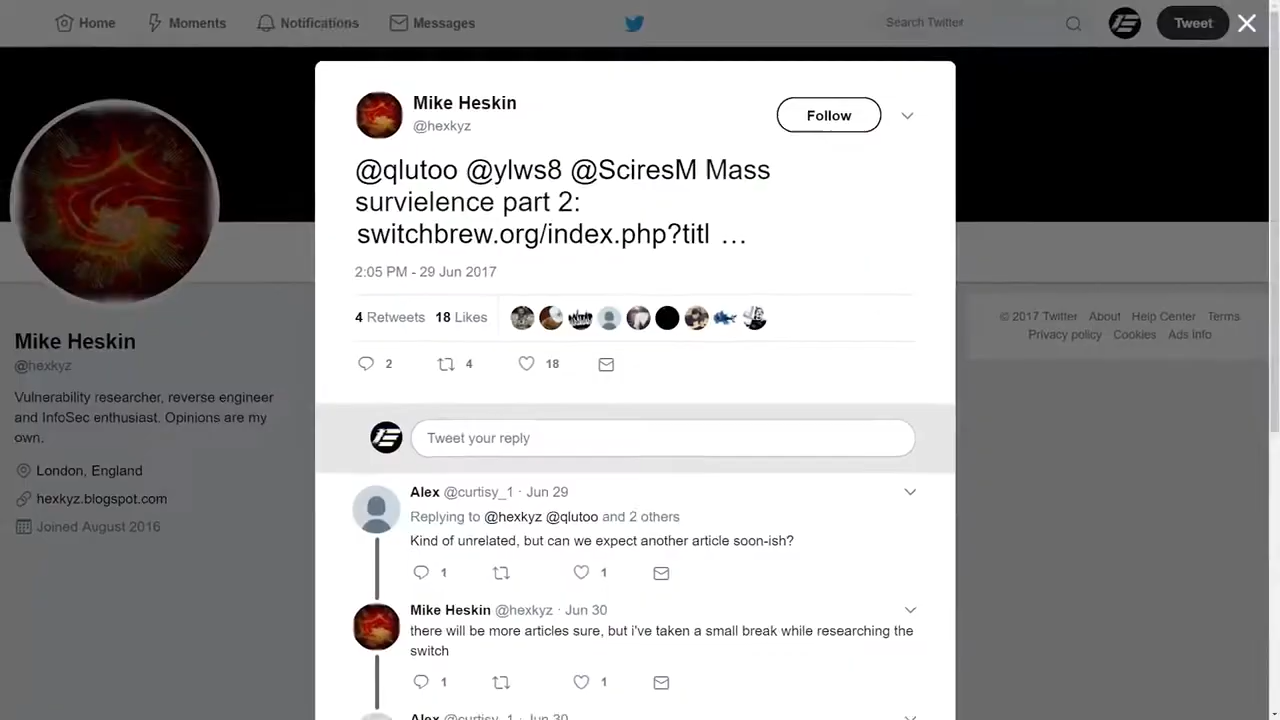 Home
Moments
Notifications
Messages
Search Twitter
Tweet
Mike Heskin
@hexkyz
Follow
@qlutoo @ylws8 @SciresM Mass
survielence part 2:
switchbrew.org/index.php?titl …
2:05 PM - 29 Jun 2017
4 Retweets 18 Likes
2 4 18
Tweet your reply
Alex @curtisy_1 · Jun 29
Replying to @hexkyz @qlutoo and 2 others
Kind of unrelated, but can we expect another article soon-ish?
1 1
Mike Heskin @hexkyz · Jun 30
there will be more articles sure, but i've taken a small break while researching the
switch
1 1
Alex @curtisy_1 · Jun 30
Mike Heskin
@hexkyz
Vulnerability researcher, reverse engineer
and InfoSec enthusiast. Opinions are my
own.
London, England
hexkyz.blogspot.com
Joined August 2016
© 2017 Twitter About Help Center Terms
Privacy policy Cookies Ads info